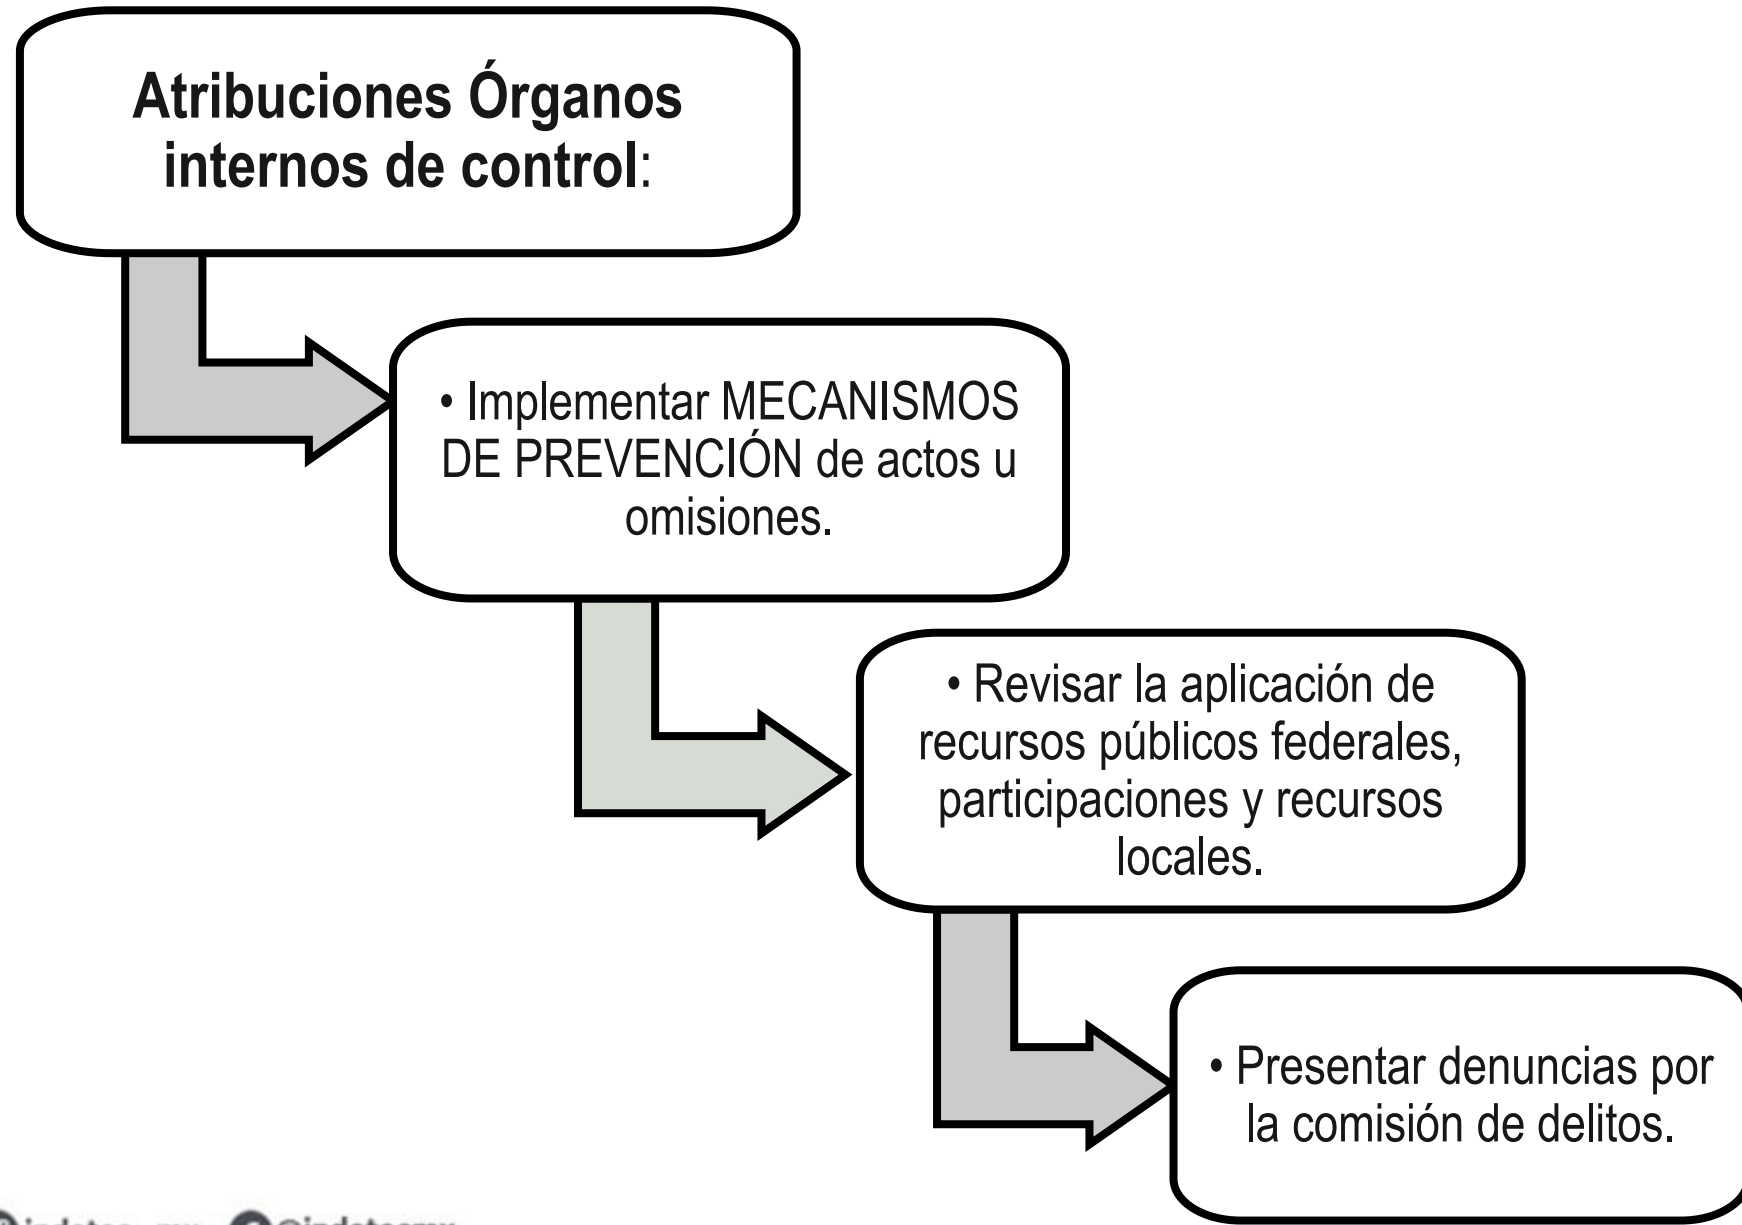 Atribuciones Órganos
internos de control:
• Implementar MECANISMOS
DE PREVENCIÓN de actos u
omisiones.
• Revisar la aplicación de
recursos públicos federales,
participaciones y recursos
locales.
• Presentar denuncias por
la comisión de delitos.